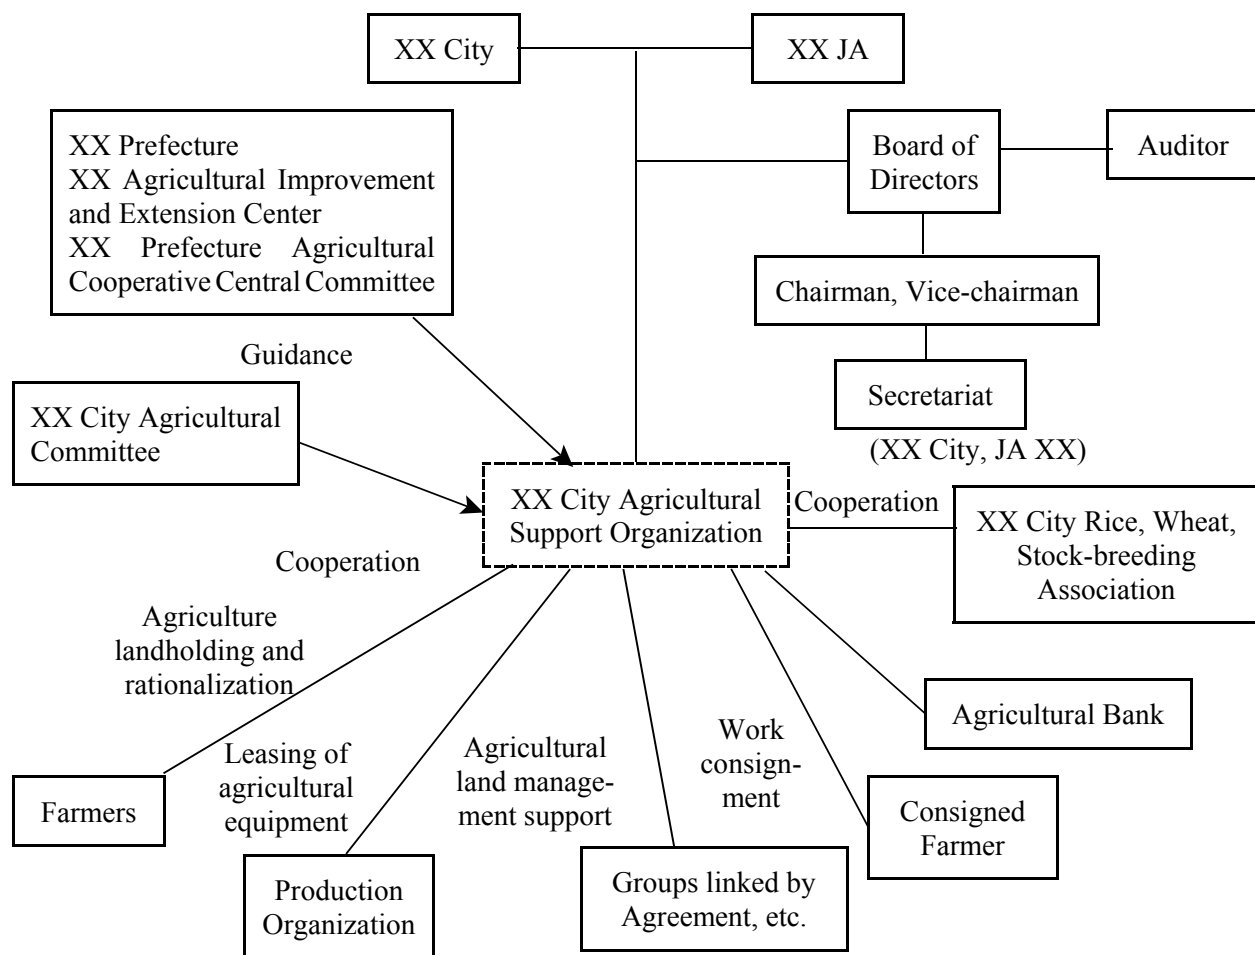 XX City
XX JA
XX Prefecture
XX Agricultural Improvement
and Extension Center
XX Prefecture Agricultural
Cooperative Central Committee
Board of
Directors
Auditor
Chairman, Vice-chairman
Guidance
Secretariat
(XX City, JA XX)
XX City Agricultural
Committee
XX City Agricultural
Support Organization
Cooperation
XX City Rice, Wheat,
Stock-breeding
Association
Cooperation
Agriculture
landholding and
rationalization
Leasing of
agricultural
equipment
Agricultural
land manage-
ment support
Work
consign-
ment
Agricultural Bank
Farmers
Production
Organization
Groups linked by
Agreement, etc.
Consigned
Farmer